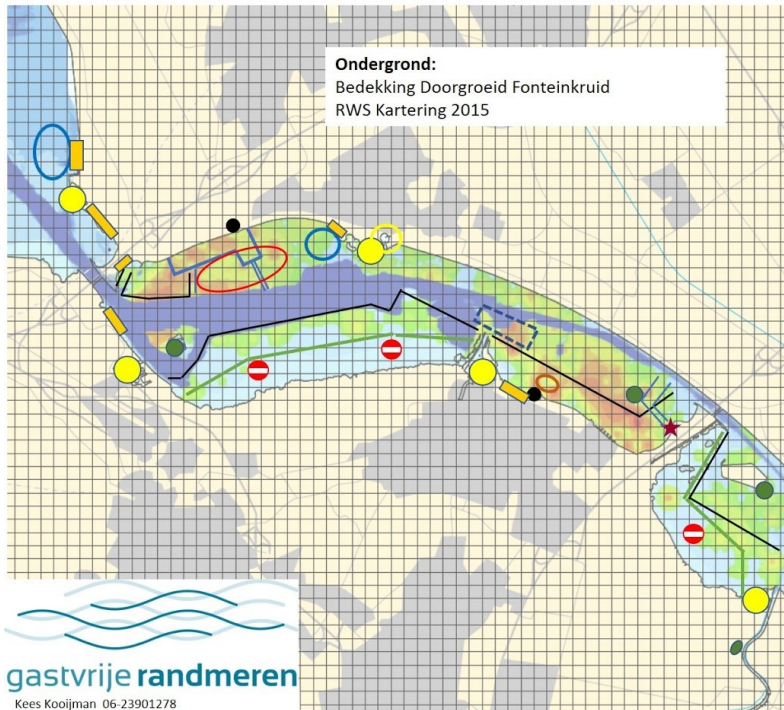 Ondergrond:
Bedekking Doorgroeid Fonteinkruid
RWS Kartering 2015
gastvrije randmeren
Kees Kooijman 06-23901278